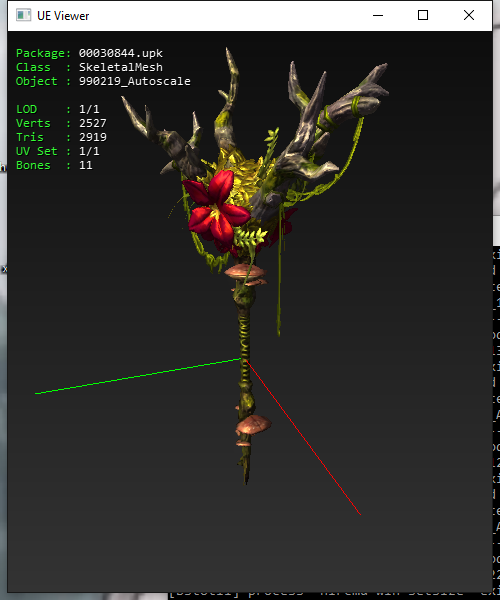 UE Viewer
Package: 00030844.upk
Class : SkeletalMesh
Object : 990219_Autoscale
LOD : 1/1
Verts : 2527
Tris : 2919
UV Set : 1/1
Bones : 11